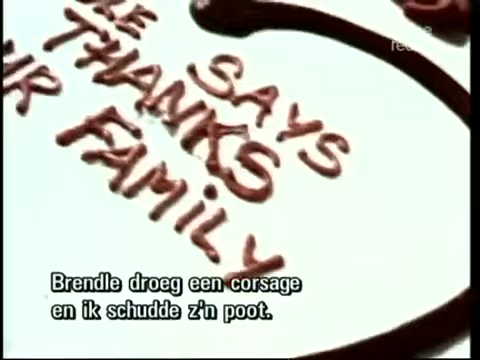 SAYS
THANKS
FAMILY
Brendle droeg een corsage
en ik schudde z'n poot.